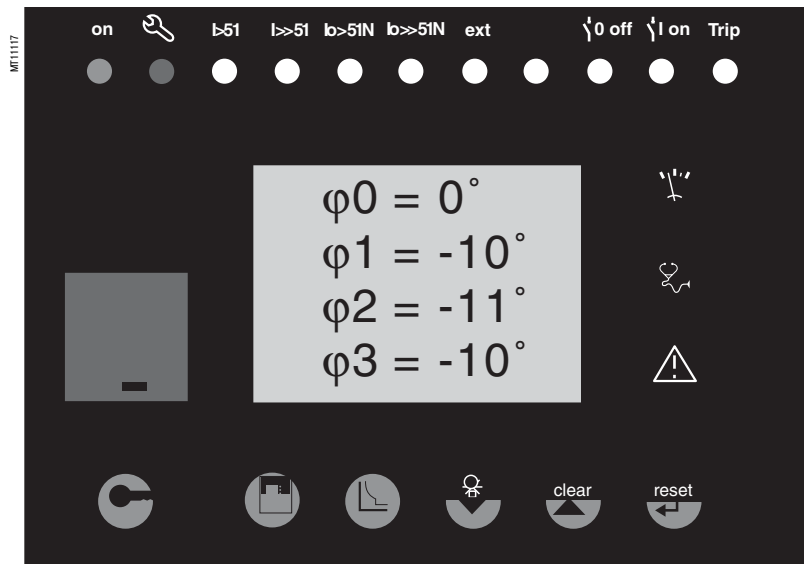 MT11117
on I>51 I>>51 Io>51N Io>>51N ext 0 off I on Trip
φ0 = 0°
φ1 = -10°
φ2 = -11°
φ3 = -10°
clear reset